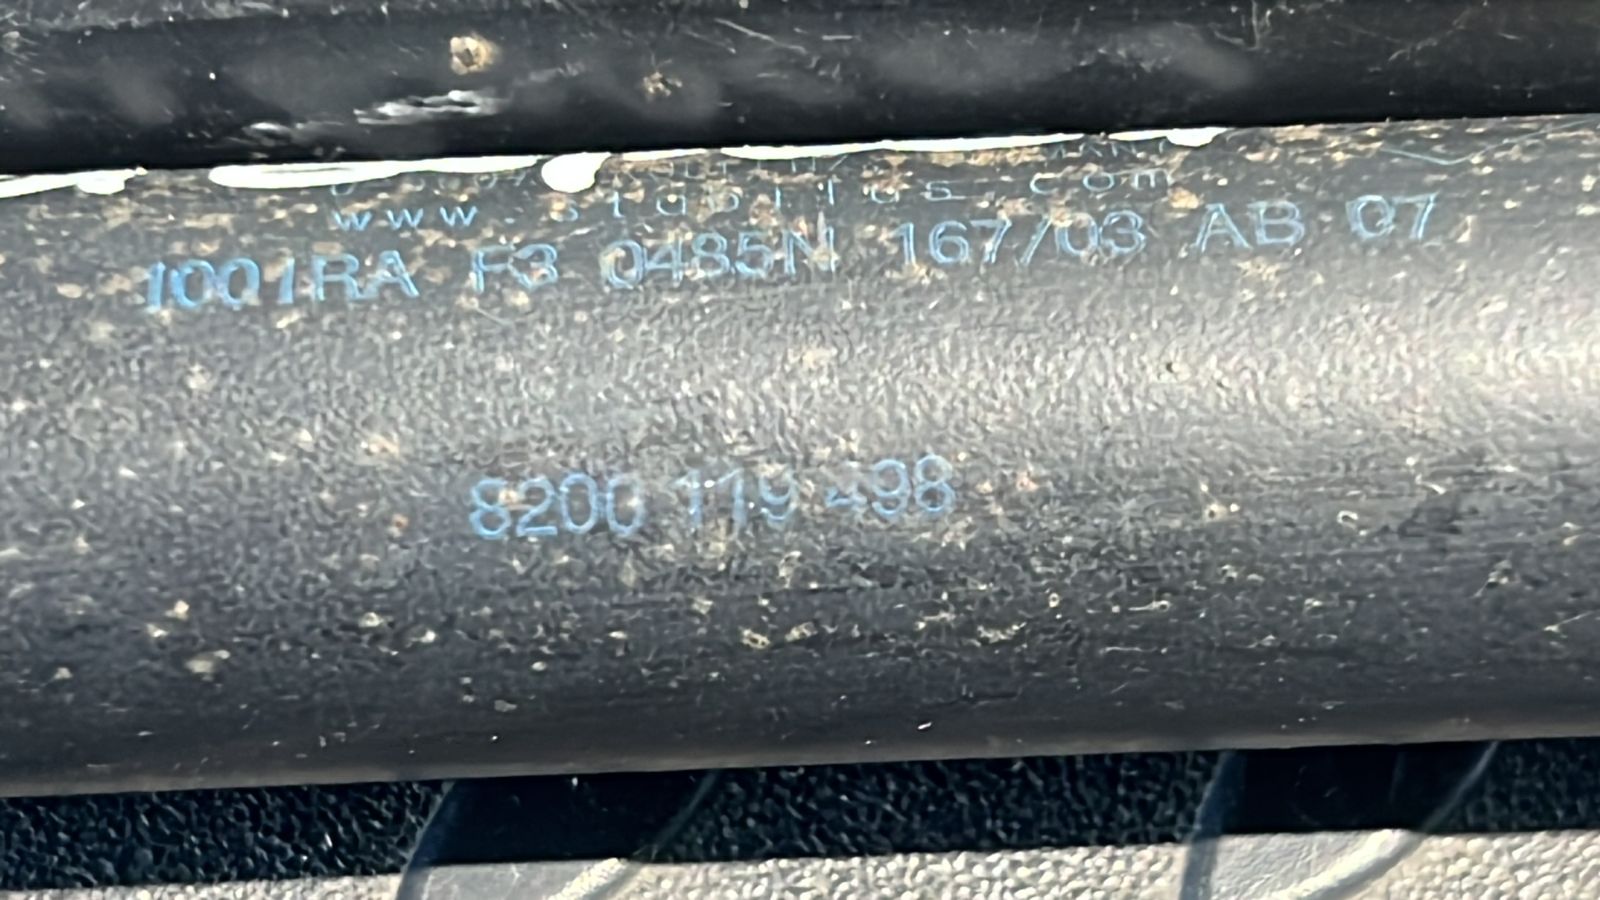 www.stabilus.com
1001RA F3 0485N 167/03 AB 07
8200 119 498